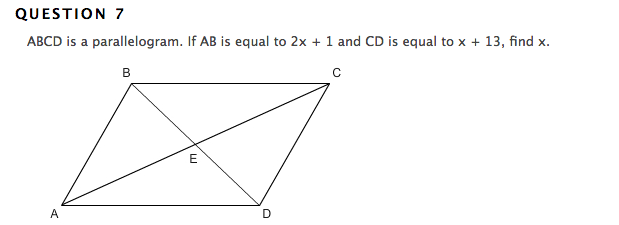 QUESTION 7
ABCD is a parallelogram. If AB is equal to 2x + 1 and CD is equal to x + 13, find x.
B C
E
A D